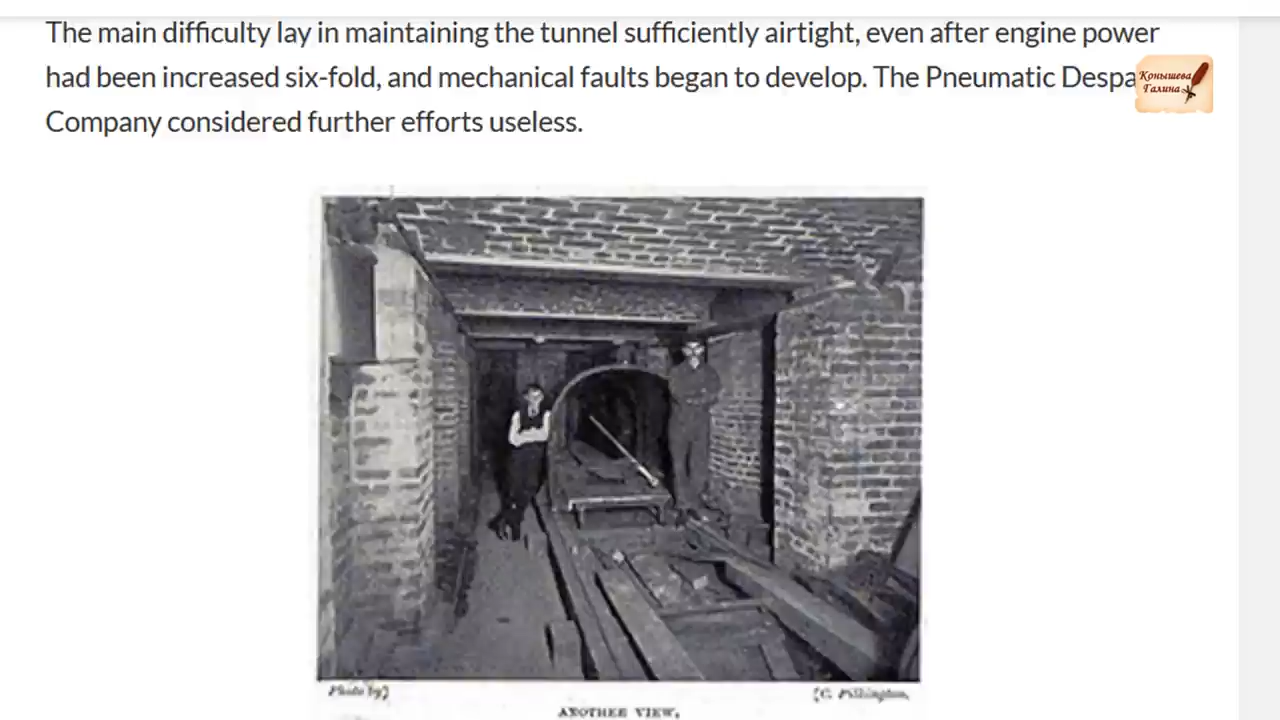 The main difficulty lay in maintaining the tunnel sufficiently airtight, even after engine power
had been increased six-fold, and mechanical faults began to develop. The Pneumatic Despa
Company considered further efforts useless.
Конышева
Галина
Photo by]
[C. Pilkington.
ANOTHER VIEW.